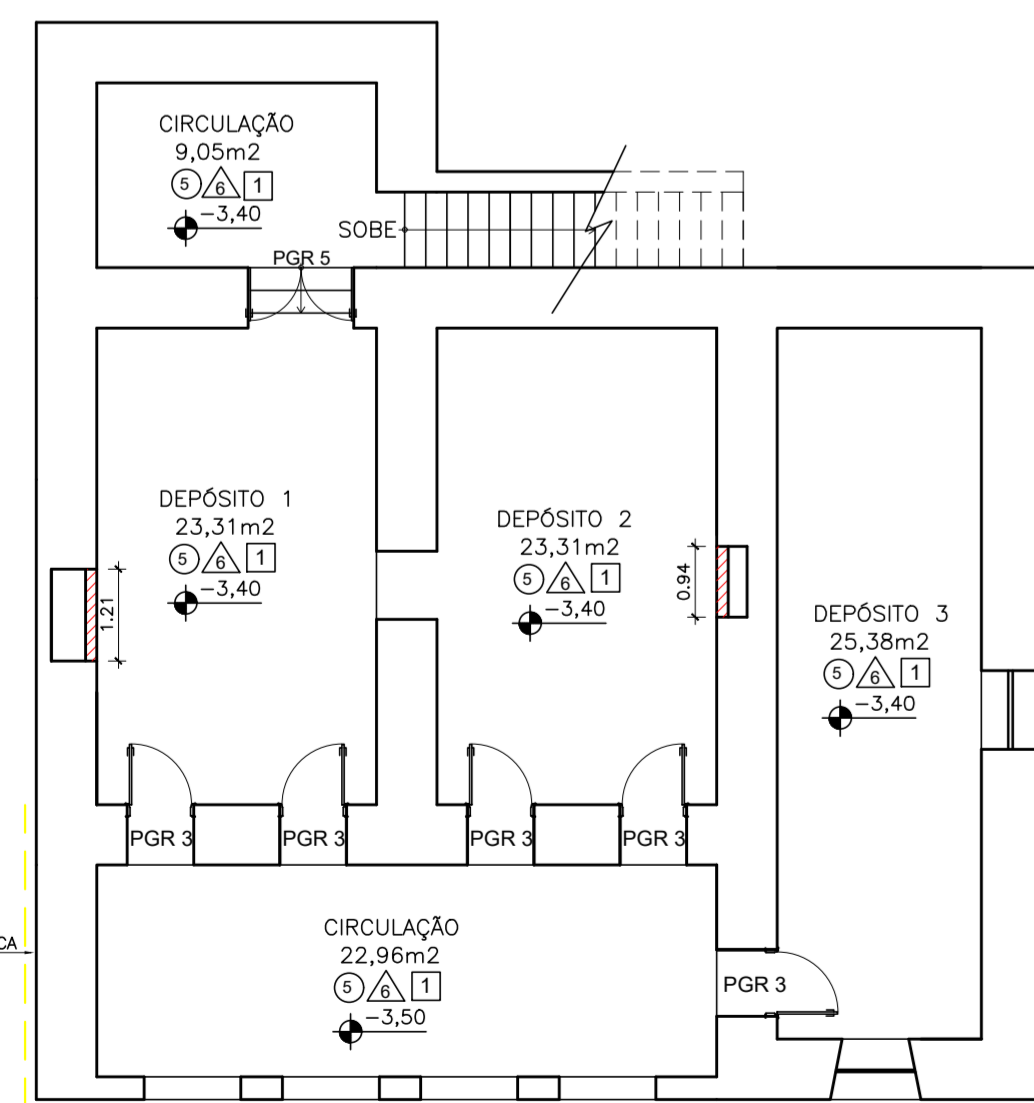 CIRCULAÇÃO
9,05m2
5 6 1
-3,40
SOBE
PGR 5
DEPÓSITO 1
23,31m2
5 6 1
-3,40
1.21
DEPÓSITO 2
23,31m2
5 6 1
-3,40
0.94
DEPÓSITO 3
25,38m2
5 6 1
-3,40
PGR 3
PGR 3
PGR 3
PGR 3
CIRCULAÇÃO
22,96m2
5 6 1
-3,50
PGR 3
CA